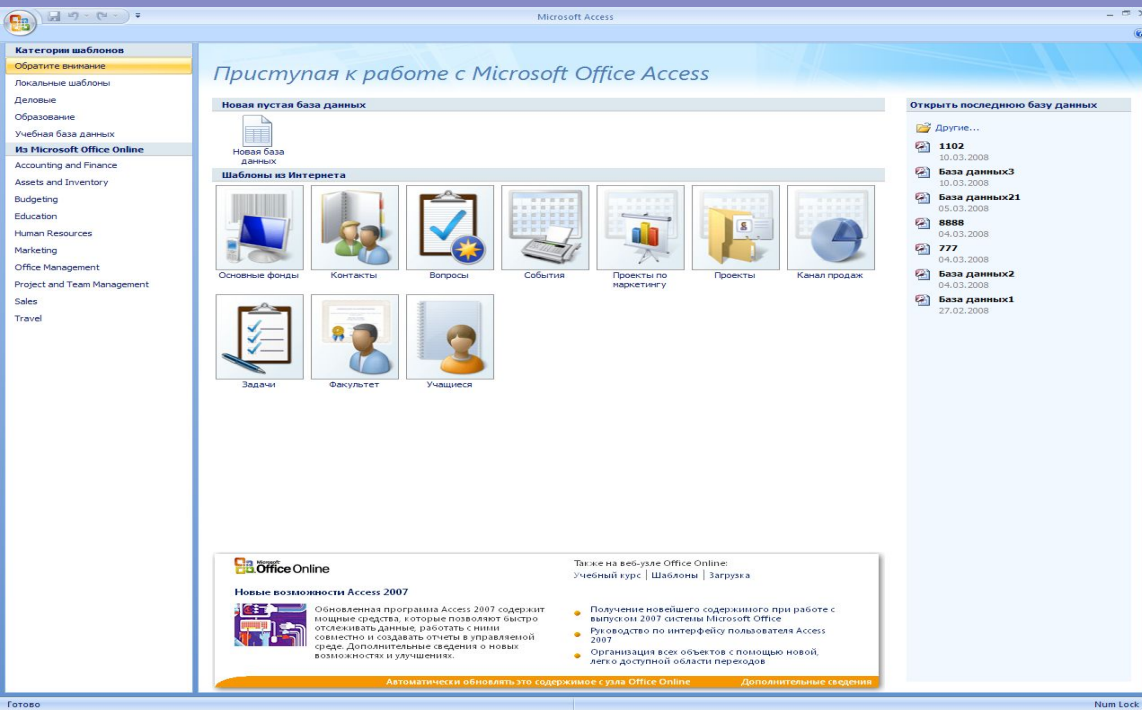 Microsoft Access
Категории шаблонов
Обратите внимание
Локальные шаблоны
Деловые
Образование
Учебная база данных
Из Microsoft Office Online
Accounting and Finance
Assets and Inventory
Budgeting
Education
Human Resources
Marketing
Office Management
Project and Team Management
Sales
Travel
Приступая к работе с Microsoft Office Access
Новая пустая база данных
Новая база
данных
Шаблоны из Интернета
Основные фонды
Контакты
Вопросы
События
Проекты по
маркетингу
Проекты
Канал продаж
Задачи
Факультет
Учащиеся
Microsoft
Office Online
Новые возможности Access 2007
Обновленная программа Access 2007 содержит
мощные средства, которые позволяют быстро
отслеживать данные, работать с ними
совместно и создавать отчеты в управляемой
среде. Дополнительные сведения о новых
возможностях и улучшениях.
Также на веб-узле Office Online:
Учебный курс | Шаблоны | Загрузка
Получение новейшего содержимого при работе с
выпуском 2007 системы Microsoft Office
Руководство по интерфейсу пользователя Access
2007
Организация всех объектов с помощью новой,
легко доступной области переходов
Автоматически обновлять это содержимое с узла Office Online
Дополнительные сведения
Открыть последнюю базу данных
Другие...
1102
10.03.2008
База данных3
10.03.2008
База данных21
05.03.2008
8888
04.03.2008
777
04.03.2008
База данных2
04.03.2008
База данных1
27.02.2008
Готово
Num Lock